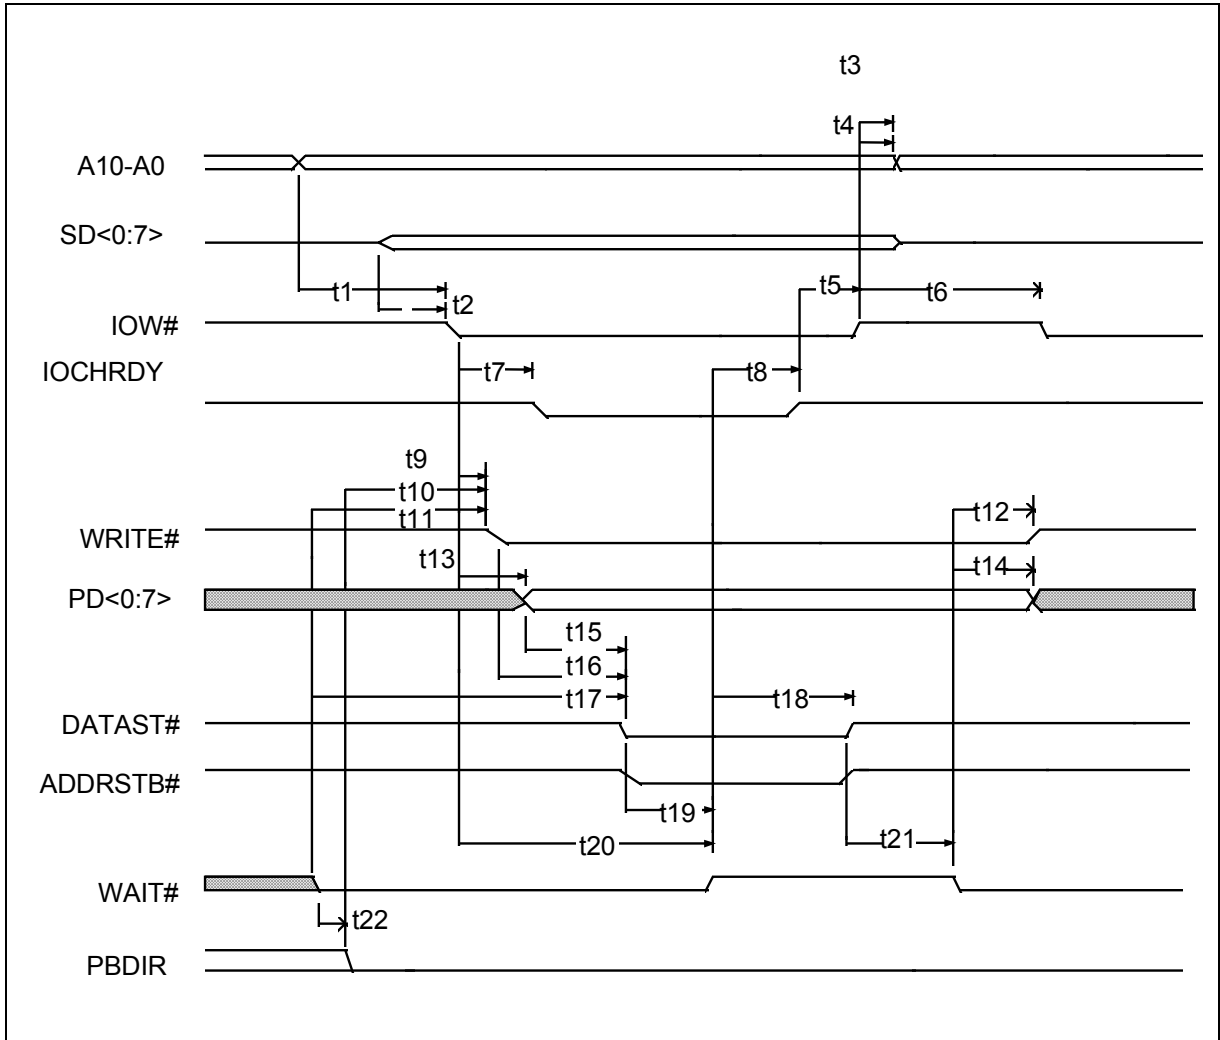 t3
t4
A10-A0
SD<0:7>
t1
t2
t5
t6
IOW#
IOCHRDY
t7
t8
t9
t10
t11
t12
WRITE#
t13
t14
PD<0:7>
t15
t16
t17
t18
DATAST#
ADDRSTB#
t19
t20
t21
WAIT#
t22
PBDIR